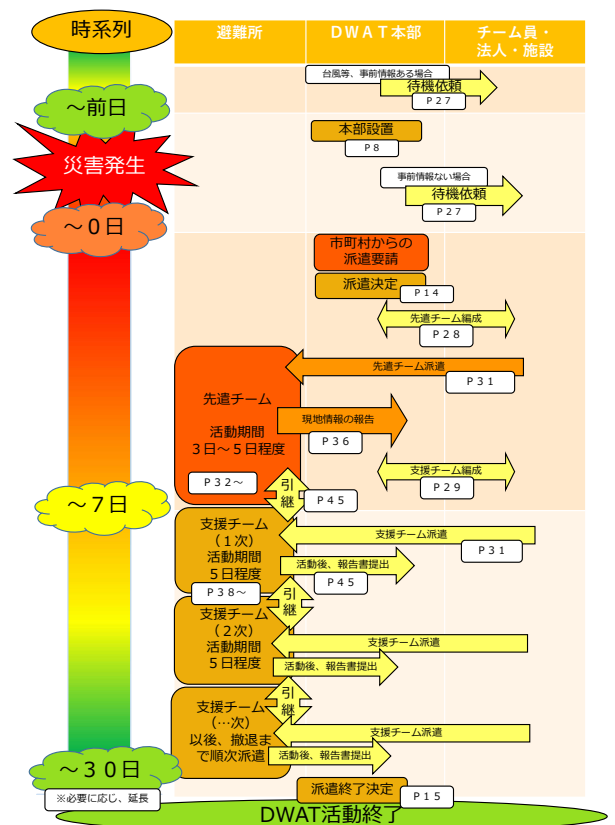 時系列
避難所
ＤＷＡＴ本部
チーム員・
法人・施設
台風等、事前情報ある場合
待機依頼
Ｐ２７
～前日
本部設置
Ｐ８
災害発生
事前情報ない場合
待機依頼
Ｐ２７
～０日
市町村からの
派遣要請
派遣決定
Ｐ１４
先遣チーム編成
Ｐ２８
先遣チーム派遣
Ｐ３１
先遣チーム
活動期間
３日～５日程度
現地情報の報告
Ｐ３６
支援チーム編成
Ｐ２９
Ｐ３２～
引
継
Ｐ４５
～７日
支援チーム
（１次）
活動期間
５日程度
支援チーム派遣
Ｐ３１
活動後、報告書提出
Ｐ４５
Ｐ３８～
引
継
支援チーム
（２次）
活動期間
５日程度
支援チーム派遣
活動後、報告書提出
引
継
支援チーム
（…次）
以後、撤退ま
で順次派遣
支援チーム派遣
活動後、報告書提出
～３０日
※必要に応じ、延長
派遣終了決定
Ｐ１５
DWAT活動終了